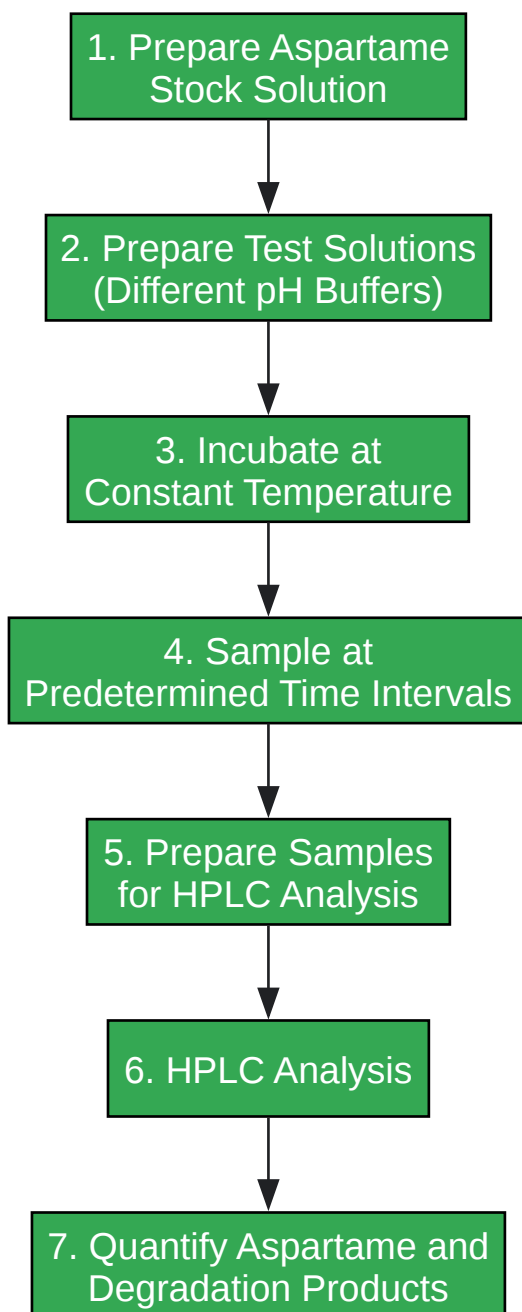 1. Prepare Aspartame
Stock Solution
2. Prepare Test Solutions
(Different pH Buffers)
3. Incubate at
Constant Temperature
4. Sample at
Predetermined Time Intervals
5. Prepare Samples
for HPLC Analysis
6. HPLC Analysis
7. Quantify Aspartame and
Degradation Products